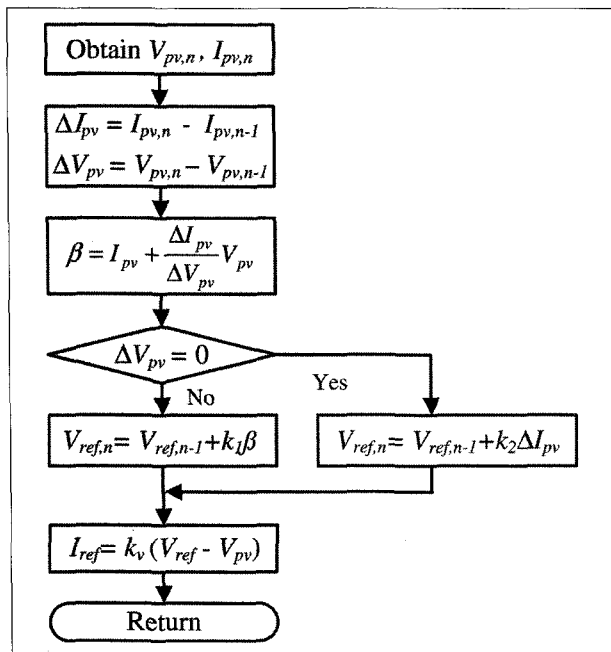 Obtain V_{pv,n}, I_{pv,n}
ΔI_{pv} = I_{pv,n} - I_{pv,n-1}
ΔV_{pv} = V_{pv,n} – V_{pv,n-1}
β = I_{pv} + \frac{ΔI_{pv}}{ΔV_{pv}} V_{pv}
ΔV_{pv} = 0
Yes
No
V_{ref,n}= V_{ref,n-1}+k_1β
V_{ref,n}= V_{ref,n-1}+k_2ΔI_{pv}
I_{ref}= k_v (V_{ref} - V_{pv})
Return